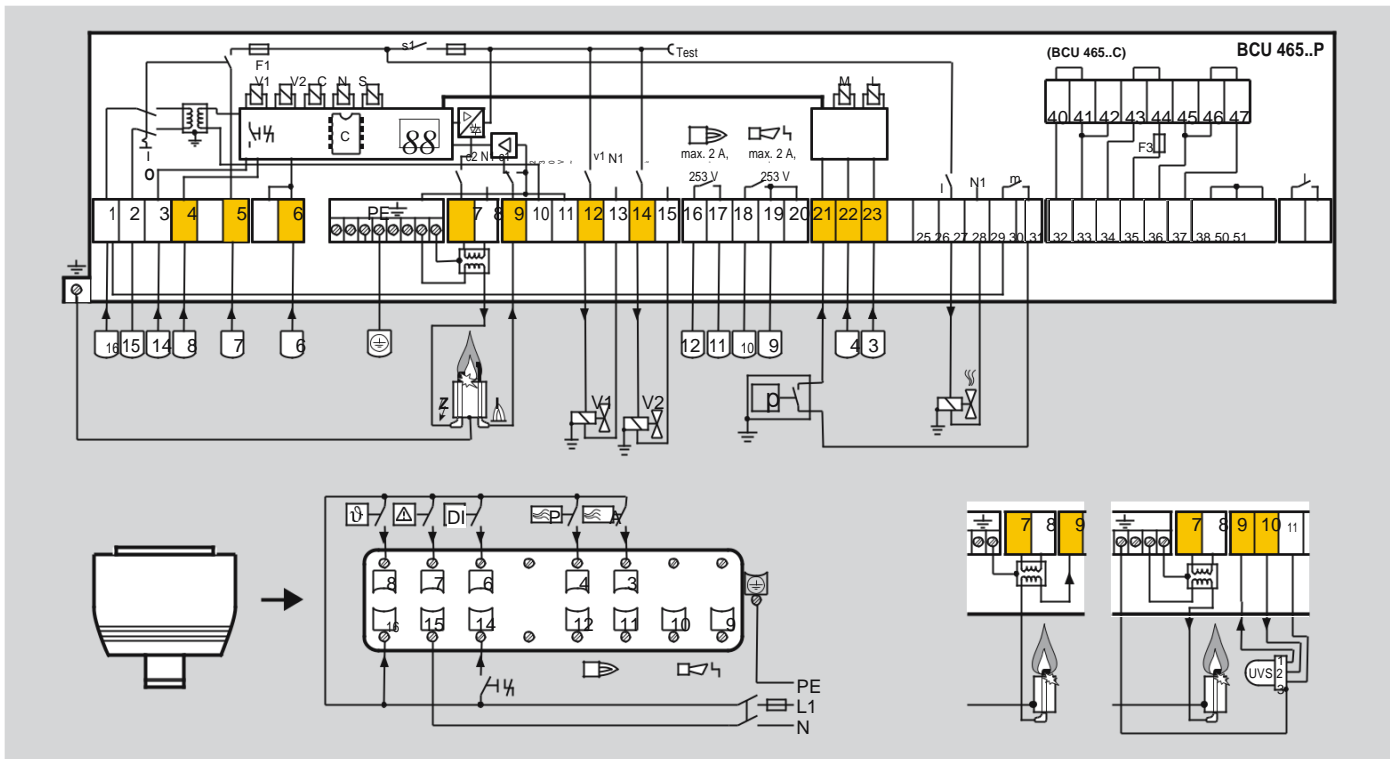 (BCU 465..C) BCU 465..P
s1 Test
F1
V1 V2 C N S M I
C 88
40 41 42 43 44 45 46 47
F3
I
0
max. 2 A, max. 2 A,
253 V 253 V
v1 N1
I N1 m
1 2 3 4 5 6 PE 7 8 9 10 11 12 13 14 15 16 17 18 19 20 21 22 23
25 26 27 28 29 30 31 32 33 34 35 36 37 38 50 51
16 15 14 8 7 6 12 11 10 9 4 3
Z I V1 V2 p
ϑ DI P A
7 8 9
7 8 9 10 11
8 7 6 4 3
16 15 14 12 11 10 9
UVS 1 2 3
PE
L1
N